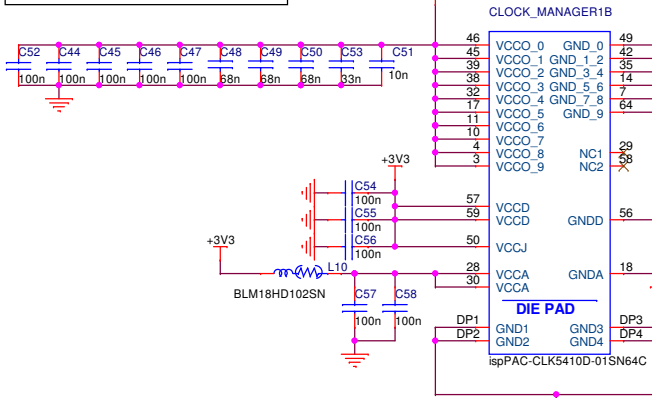 CLOCK_MANAGER1B
C52 C44 C45 C46 C47 C48 C49 C50 C53 C51
100n 100n 100n 100n 100n 68n 68n 68n 33n 10n
46 VCCO_0 GND_0 49
45 VCCO_1 GND_1_2 42
39 VCCO_2 GND_3_4 35
38 VCCO_3 GND_5_6 14
32 VCCO_4 GND_7_8 7
17 VCCO_5 GND_9 64
11 VCCO_6
10 VCCO_7
4 VCCO_8 NC1 29
3 VCCO_9 NC2 58
+3V3
C54
100n
57 VCCD
C55
59 VCCD GNDD 56
100n
C56
50 VCCJ
100n
+3V3
L10
BLM18HD102SN
28 VCCA GNDA 18
30 VCCA
C57 C58
100n 100n
DIE PAD
DP1 GND1 GND3 DP3
DP2 GND2 GND4 DP4
ispPAC-CLK5410D-01SN64C